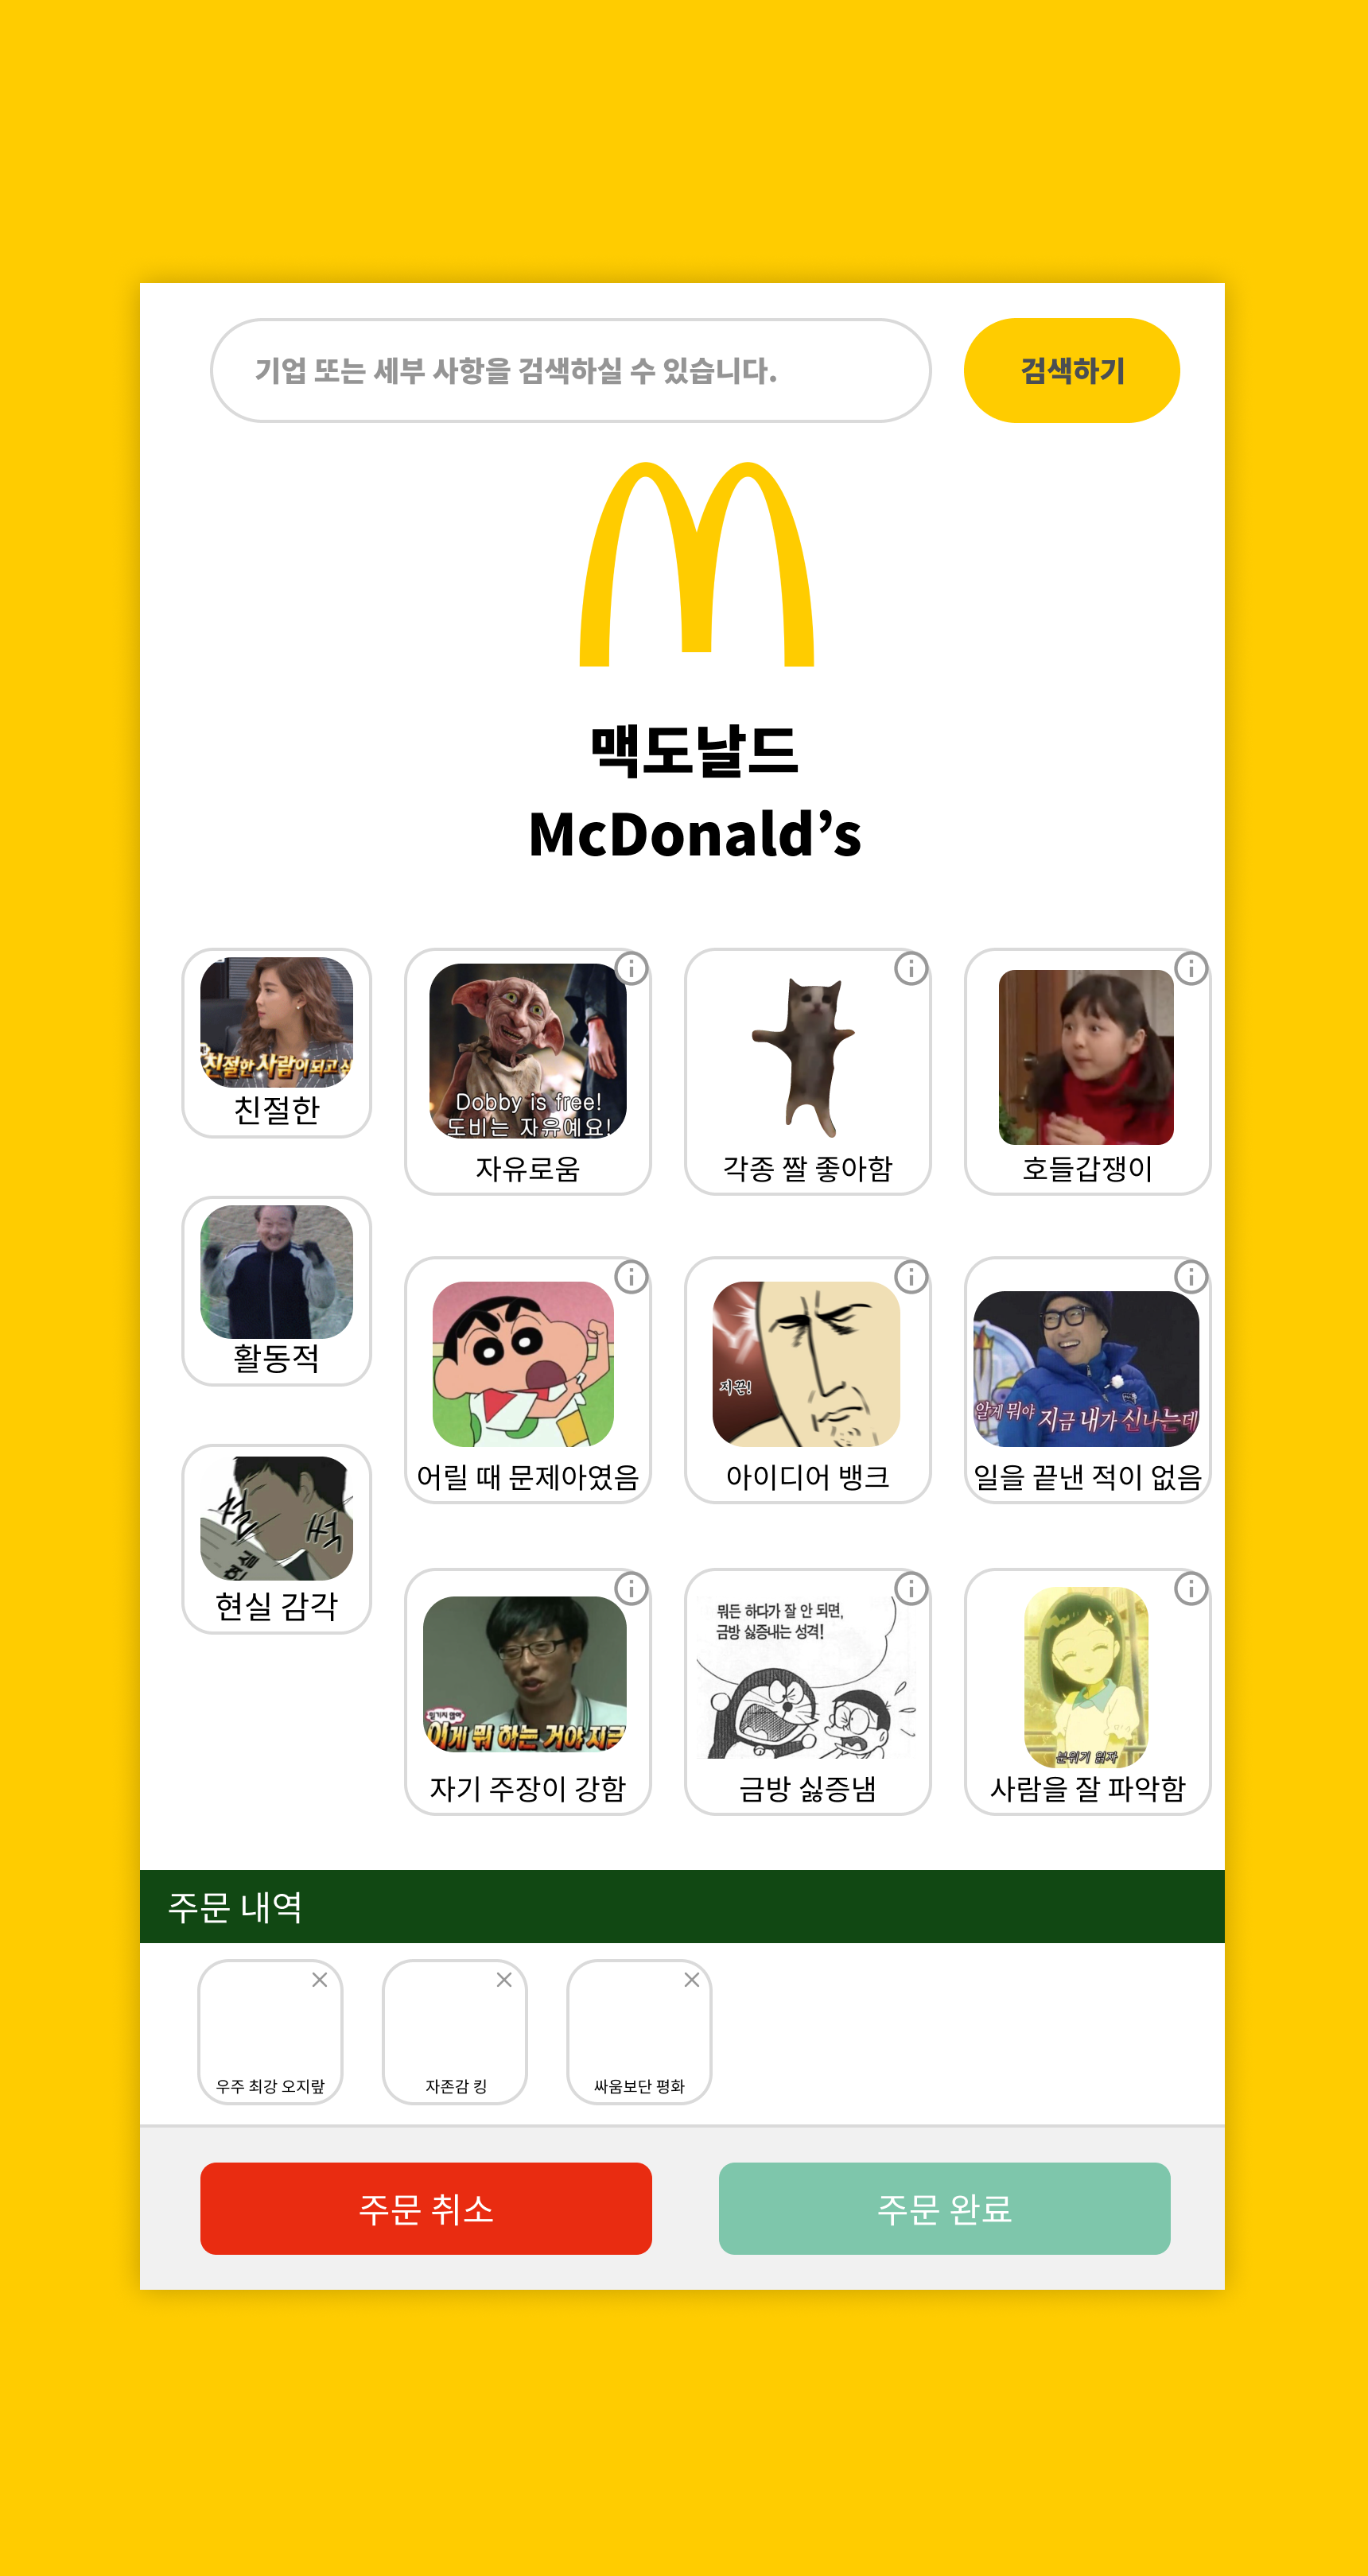 기업 또는 세부 사항을 검색하실 수 있습니다.
검색하기
맥도날드
McDonald’s
친절한 사람이 되고 싶
친절한
Dobby is free!
도비는 자유예요!
자유로움
각종 짤 좋아함
호들갑쟁이
활동적
어릴 때 문제아였음
지끈!
아이디어 뱅크
알게 뭐야 지금 내가 신나는데
일을 끝낸 적이 없음
철
벅
현실 감각
이게 뭐 하는 거야 지금
자기 주장이 강함
뭐든 하다가 잘 안 되면,
금방 싫증내는 성격!
금방 싫증냄
분위기 읽자
사람을 잘 파악함
주문 내역
우주 최강 오지랖
자존감 킹
싸움보단 평화
주문 취소
주문 완료